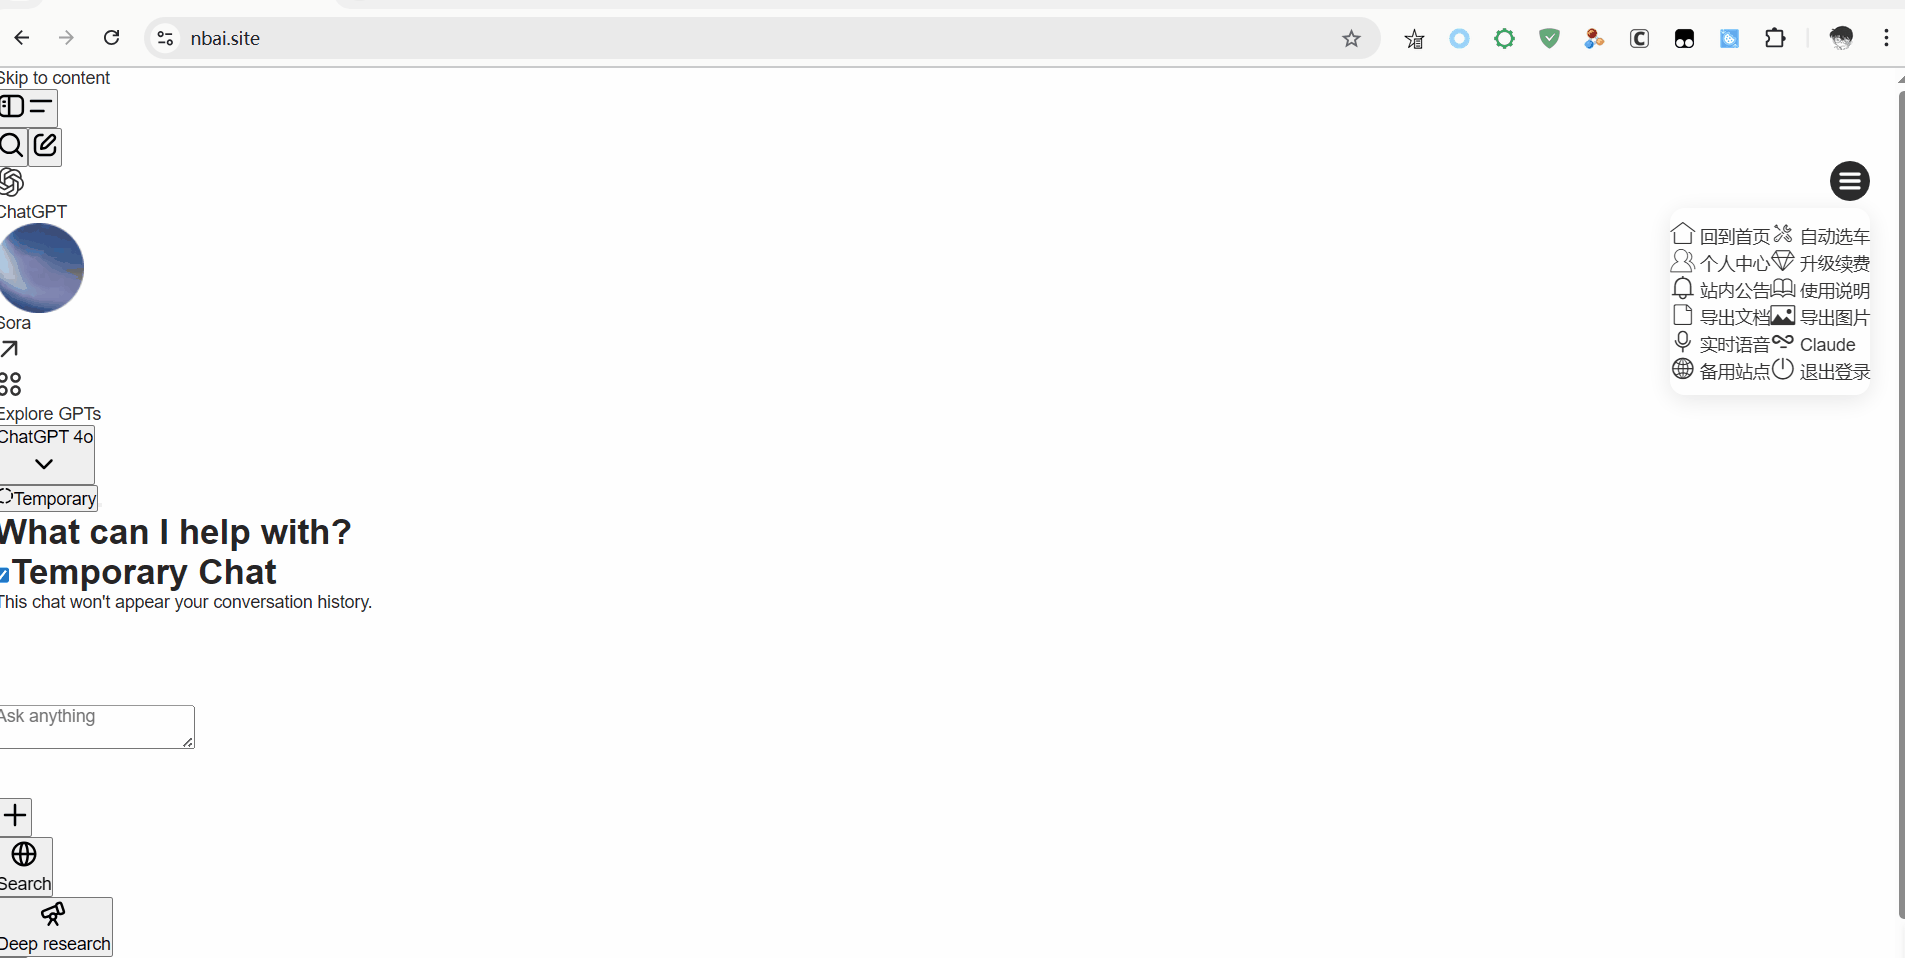 nbai.site
Skip to content
ChatGPT
Sora
Explore GPTs
ChatGPT 4o
Temporary
What can I help with?
Temporary Chat
This chat won't appear your conversation history.
Ask anything
Search
Deep research
回到首页 自动选车
个人中心 升级续费
站内公告 使用说明
导出文档 导出图片
实时语音 Claude
备用站点 退出登录